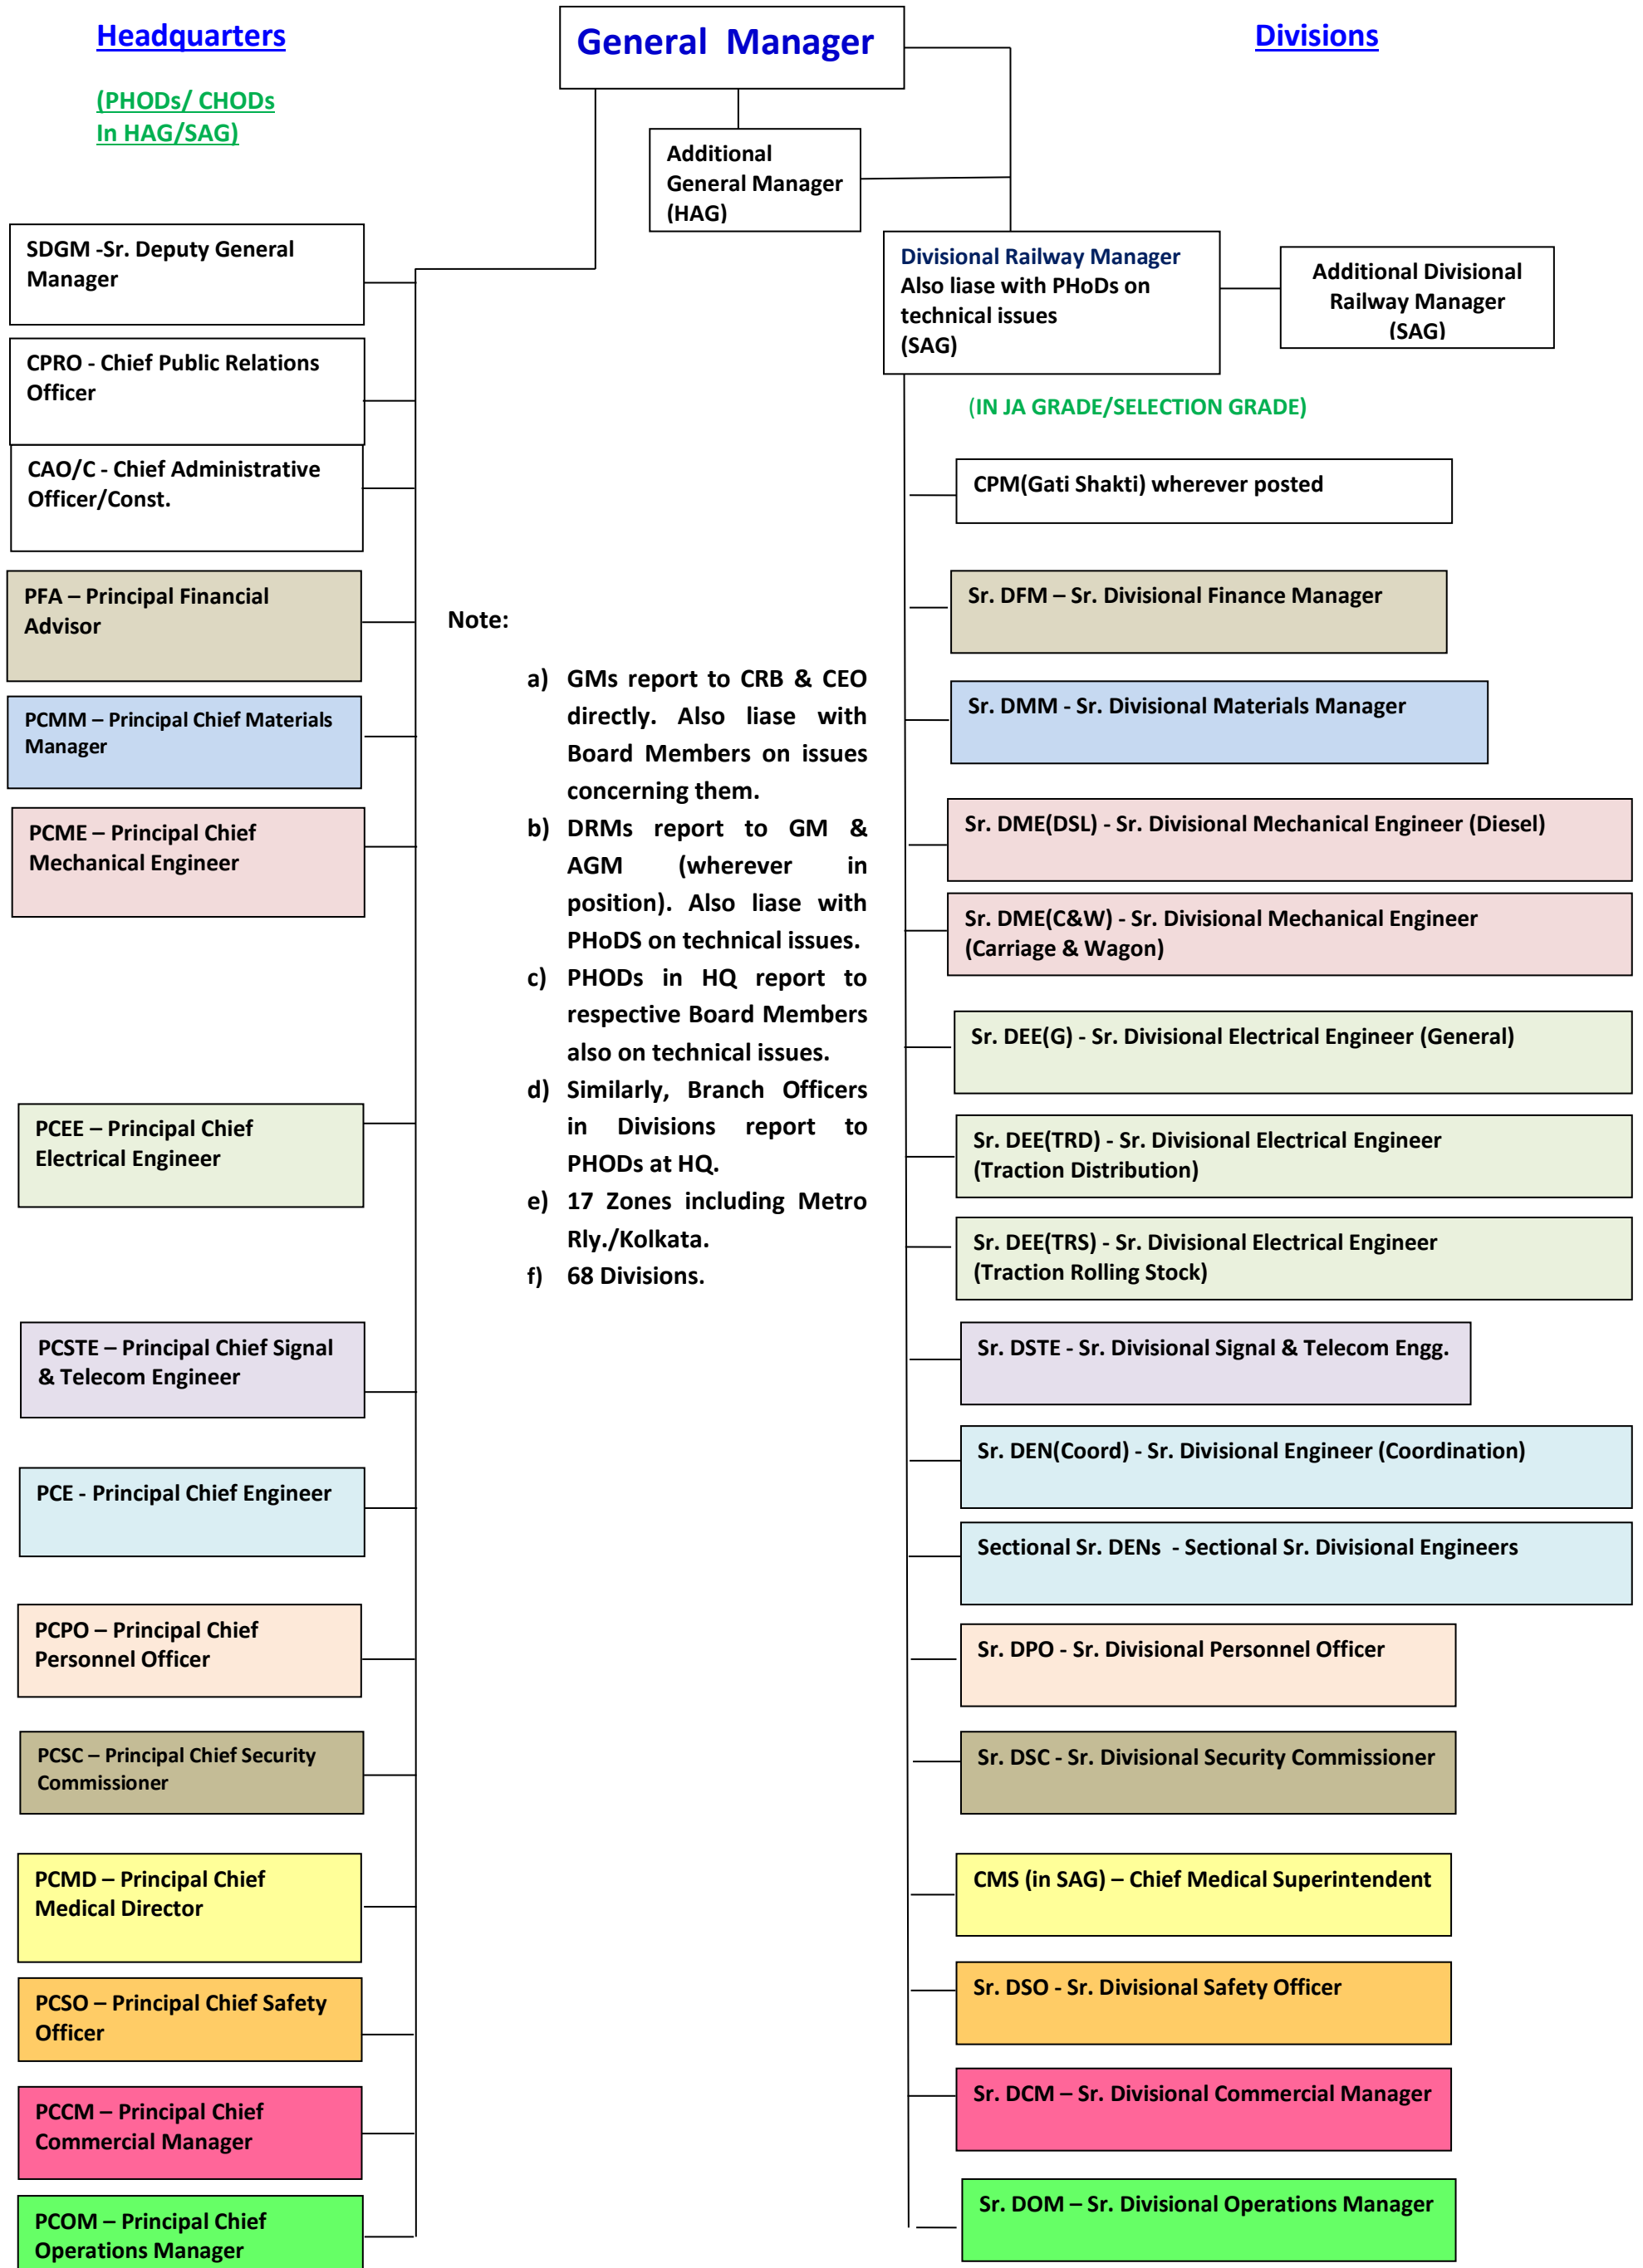 Headquarters
(PHODs/ CHODs
In HAG/SAG)
General Manager
Divisions
Additional
General Manager
(HAG)
Divisional Railway Manager
Also liase with PHoDs on
technical issues
(SAG)
Additional Divisional
Railway Manager
(SAG)
SDGM -Sr. Deputy General
Manager
CPRO - Chief Public Relations
Officer
CAO/C - Chief Administrative
Officer/Const.
PFA – Principal Financial
Advisor
PCMM – Principal Chief Materials
Manager
PCME – Principal Chief
Mechanical Engineer
PCEE – Principal Chief
Electrical Engineer
PCSTE – Principal Chief Signal
& Telecom Engineer
PCE - Principal Chief Engineer
PCPO – Principal Chief
Personnel Officer
PCSC – Principal Chief Security
Commissioner
PCMD – Principal Chief
Medical Director
PCSO – Principal Chief Safety
Officer
PCCM – Principal Chief
Commercial Manager
PCOM – Principal Chief
Operations Manager
Note:
a) GMs report to CRB & CEO
directly. Also liase with
Board Members on issues
concerning them.
b) DRMs report to GM &
AGM (wherever in
position). Also liase with
PHoDS on technical issues.
c) PHODs in HQ report to
respective Board Members
also on technical issues.
d) Similarly, Branch Officers
in Divisions report to
PHODs at HQ.
e) 17 Zones including Metro
Rly./Kolkata.
f) 68 Divisions.
(IN JA GRADE/SELECTION GRADE)
CPM(Gati Shakti) wherever posted
Sr. DFM – Sr. Divisional Finance Manager
Sr. DMM - Sr. Divisional Materials Manager
Sr. DME(DSL) - Sr. Divisional Mechanical Engineer (Diesel)
Sr. DME(C&W) - Sr. Divisional Mechanical Engineer
(Carriage & Wagon)
Sr. DEE(G) - Sr. Divisional Electrical Engineer (General)
Sr. DEE(TRD) - Sr. Divisional Electrical Engineer
(Traction Distribution)
Sr. DEE(TRS) - Sr. Divisional Electrical Engineer
(Traction Rolling Stock)
Sr. DSTE - Sr. Divisional Signal & Telecom Engg.
Sr. DEN(Coord) - Sr. Divisional Engineer (Coordination)
Sectional Sr. DENs - Sectional Sr. Divisional Engineers
Sr. DPO - Sr. Divisional Personnel Officer
Sr. DSC - Sr. Divisional Security Commissioner
CMS (in SAG) – Chief Medical Superintendent
Sr. DSO - Sr. Divisional Safety Officer
Sr. DCM – Sr. Divisional Commercial Manager
Sr. DOM – Sr. Divisional Operations Manager